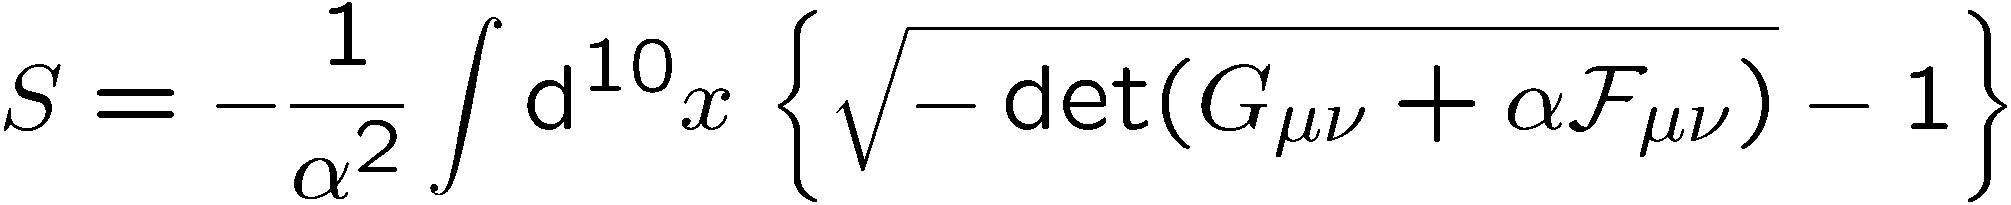 S = -\frac{1}{\alpha^2} \int d^{10}x \left\{ \sqrt{-\det(G_{\mu\nu} + \alpha \mathcal{F}_{\mu\nu})} - 1 \right\}